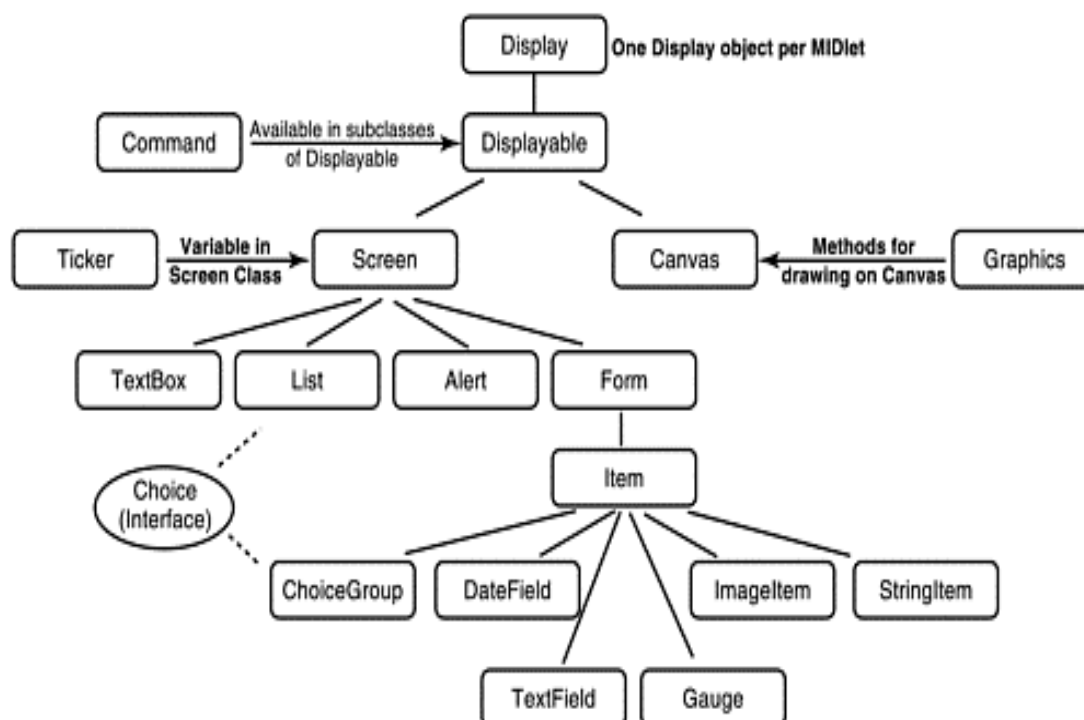 Display
One Display object per MIDlet
Command
Available in subclasses
of Displayable
Displayable
Ticker
Variable in
Screen Class
Screen
Canvas
Methods for
drawing on Canvas
Graphics
TextBox
List
Alert
Form
Choice
(Interface)
Item
ChoiceGroup
DateField
ImageItem
StringItem
TextField
Gauge